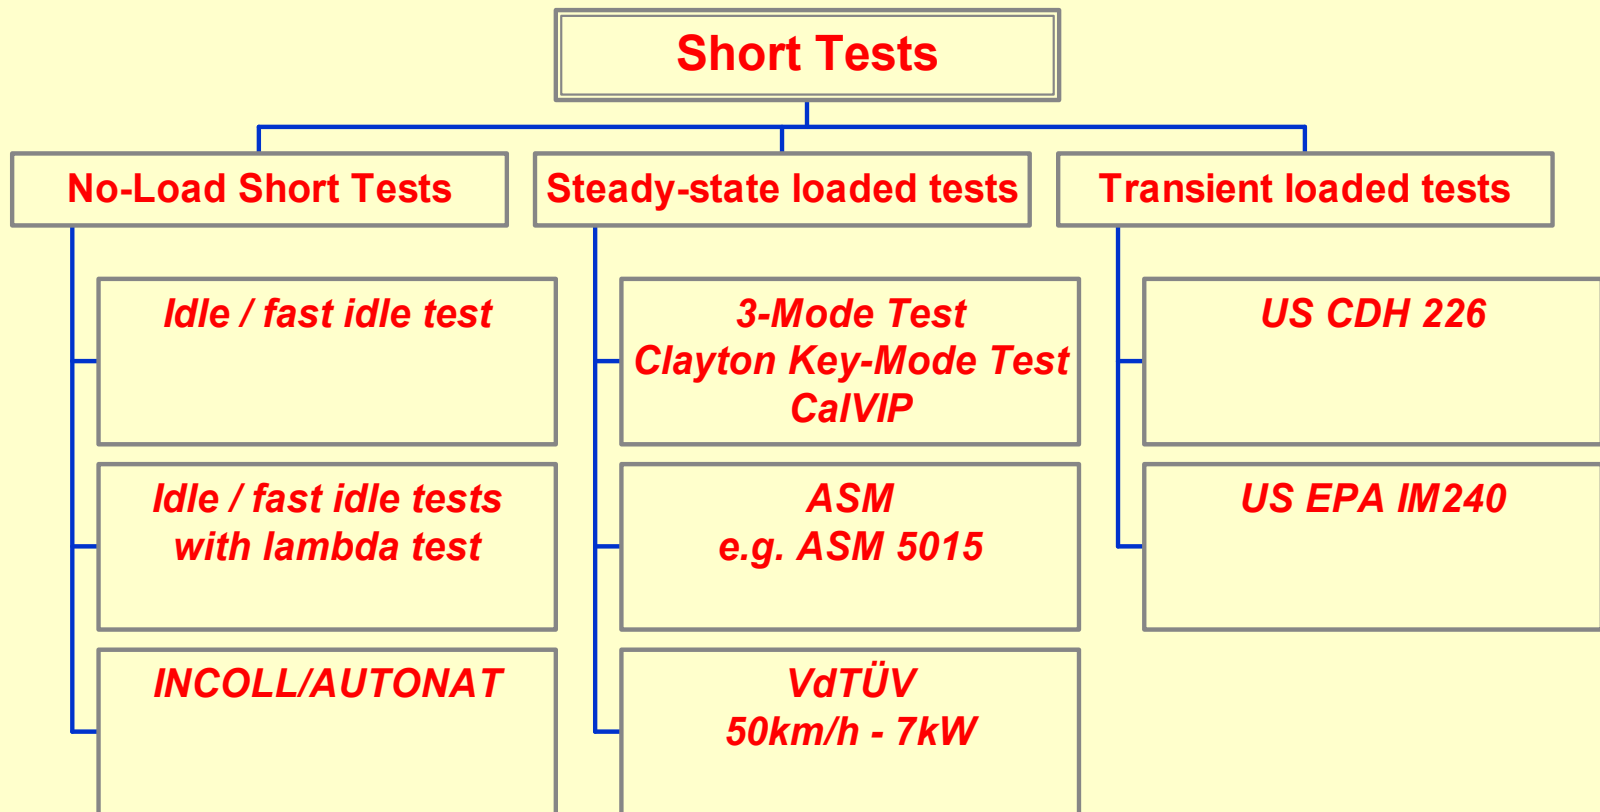 Short Tests
No-Load Short Tests
Steady-state loaded tests
Transient loaded tests
Idle / fast idle test
3-Mode Test
Clayton Key-Mode Test
CalVIP
US CDH 226
Idle / fast idle tests
with lambda test
ASM
e.g. ASM 5015
US EPA IM240
INCOLL/AUTONAT
VdTÜV
50km/h - 7kW